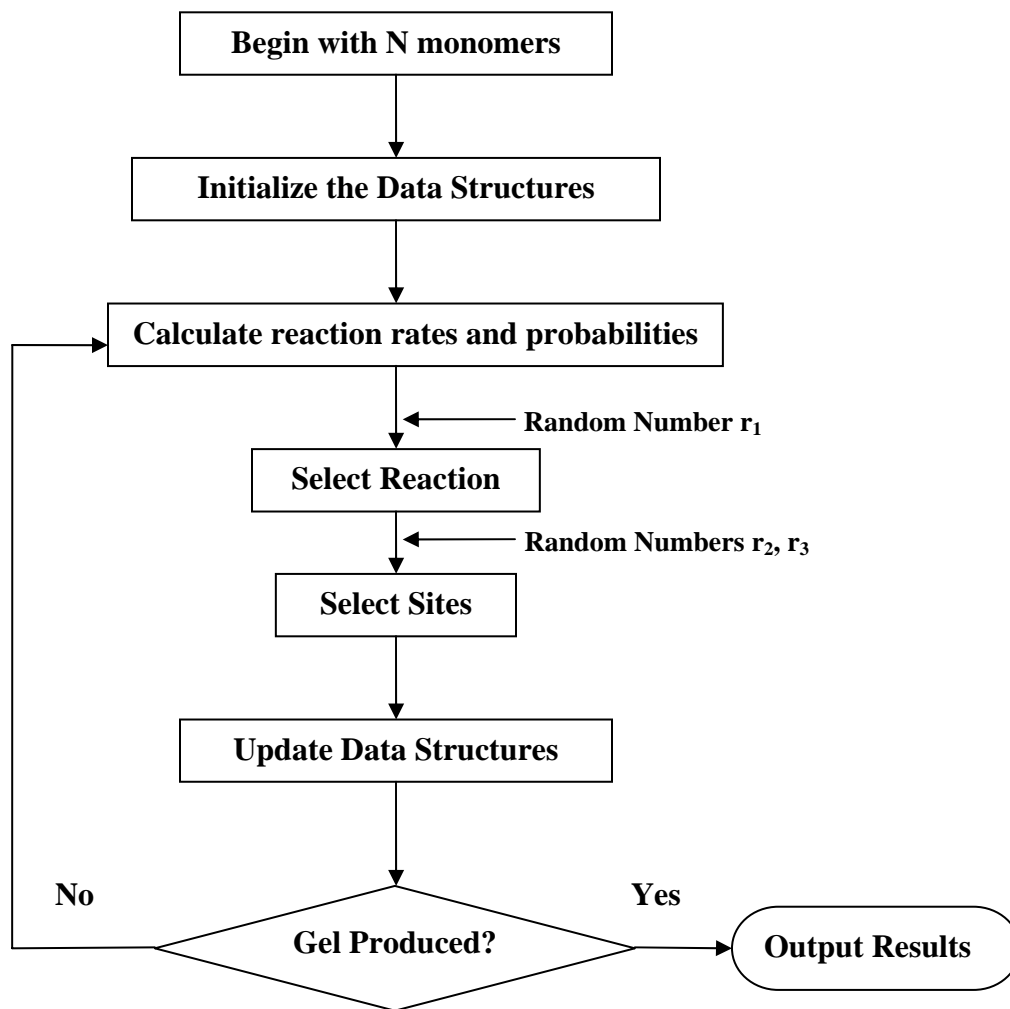 Begin with N monomers
Initialize the Data Structures
Calculate reaction rates and probabilities
Random Number r₁
Select Reaction
Random Numbers r₂, r₃
Select Sites
Update Data Structures
No
Yes
Gel Produced?
Output Results